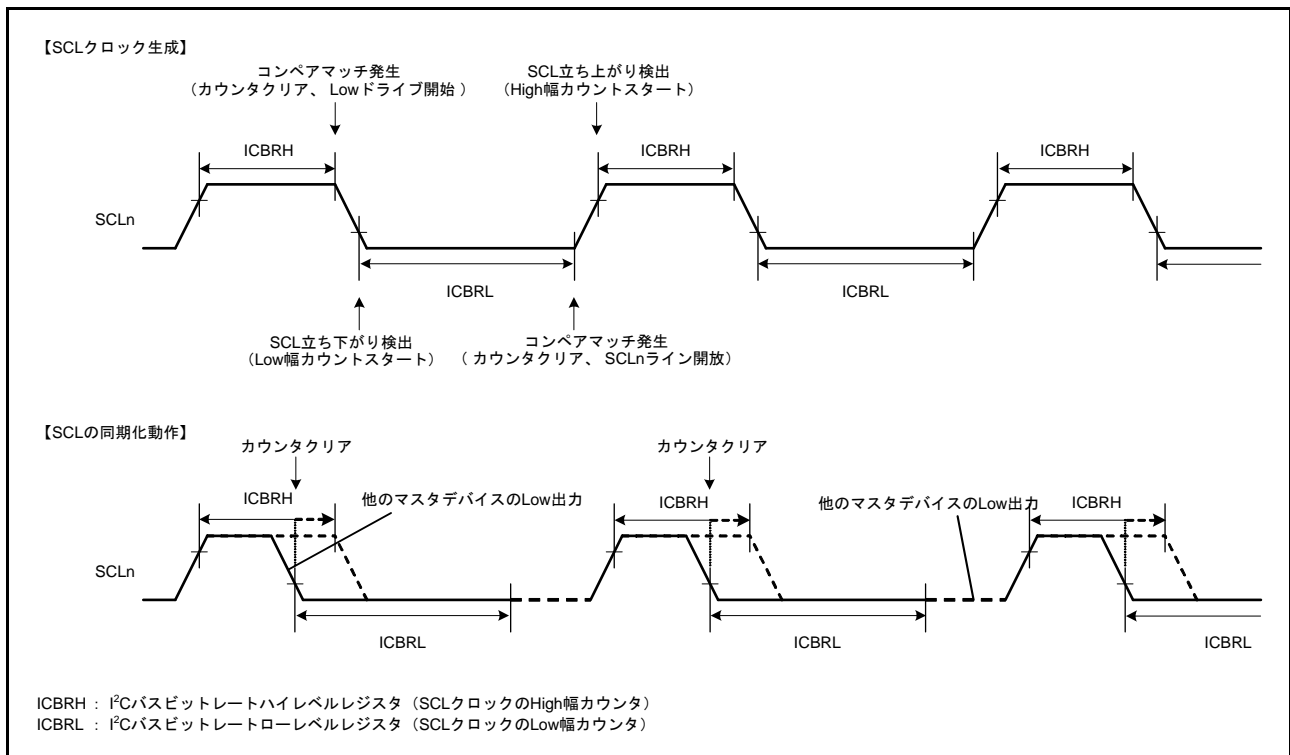 【SCLクロック生成】
コンペアマッチ発生
（カウンタクリア、 Lowドライブ開始 ）
SCL立ち上がり検出
（High幅カウントスタート）
ICBRH
ICBRH
ICBRH
SCLn
ICBRL
ICBRL
SCL立ち下がり検出
（Low幅カウントスタート）
コンペアマッチ発生
（ カウンタクリア、 SCLnライン開放）
【SCLの同期化動作】
カウンタクリア
カウンタクリア
ICBRH
他のマスタデバイスのLow出力
ICBRH
他のマスタデバイスのLow出力
ICBRH
SCLn
ICBRL
ICBRL
ICBRL
ICBRH ： I²Cバスビットレートハイレベルレジスタ（SCLクロックのHigh幅カウンタ）
ICBRL ： I²Cバスビットレートローレベルレジスタ（SCLクロックのLow幅カウンタ）